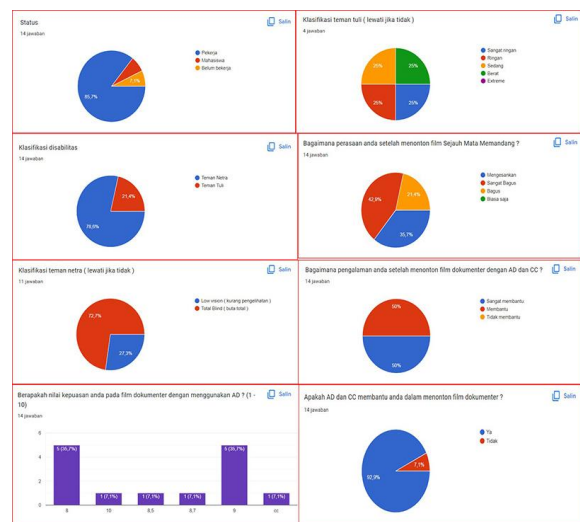 Status
Salin
14 jawaban
Pekerja
Mahasiswa
Belum bekerja
7,1%
85,7%
Klasifikasi teman tuli ( lewati jika tidak )
Salin
4 jawaban
Sangat ringan
Ringan
Sedang
Berat
Extreme
25%
25%
25%
25%
Klasifikasi disabilitas
Salin
14 jawaban
Teman Netra
Teman Tuli
21,4%
78,6%
Bagaimana perasaan anda setelah menonton film Sejauh Mata Memandang ?
Salin
14 jawaban
Mengesankan
Sangat Bagus
Bagus
Biasa saja
42,9%
21,4%
35,7%
Klasifikasi teman netra ( lewati jika tidak )
Salin
11 jawaban
Low vision ( kurang penglihatan )
Total Blind ( buta total )
72,7%
27,3%
Bagaimana pengalaman anda setelah menonton film dokumenter dengan AD dan CC ?
Salin
14 jawaban
Sangat membantu
Membantu
Tidak membantu
50%
50%
Berapakah nilai kepuasan anda pada film dokumenter dengan menggunakan AD ? (1 -
10)
Salin
14 jawaban
6
4
2
0
5 (35,7%)
1 (7,1%)
1 (7,1%)
1 (7,1%)
5 (35,7%)
1 (7,1%)
8
10
8,5
8,7
9
Apakah AD dan CC membantu anda dalam menonton film dokumenter ?
Salin
14 jawaban
Ya
Tidak
7,1%
92,9%